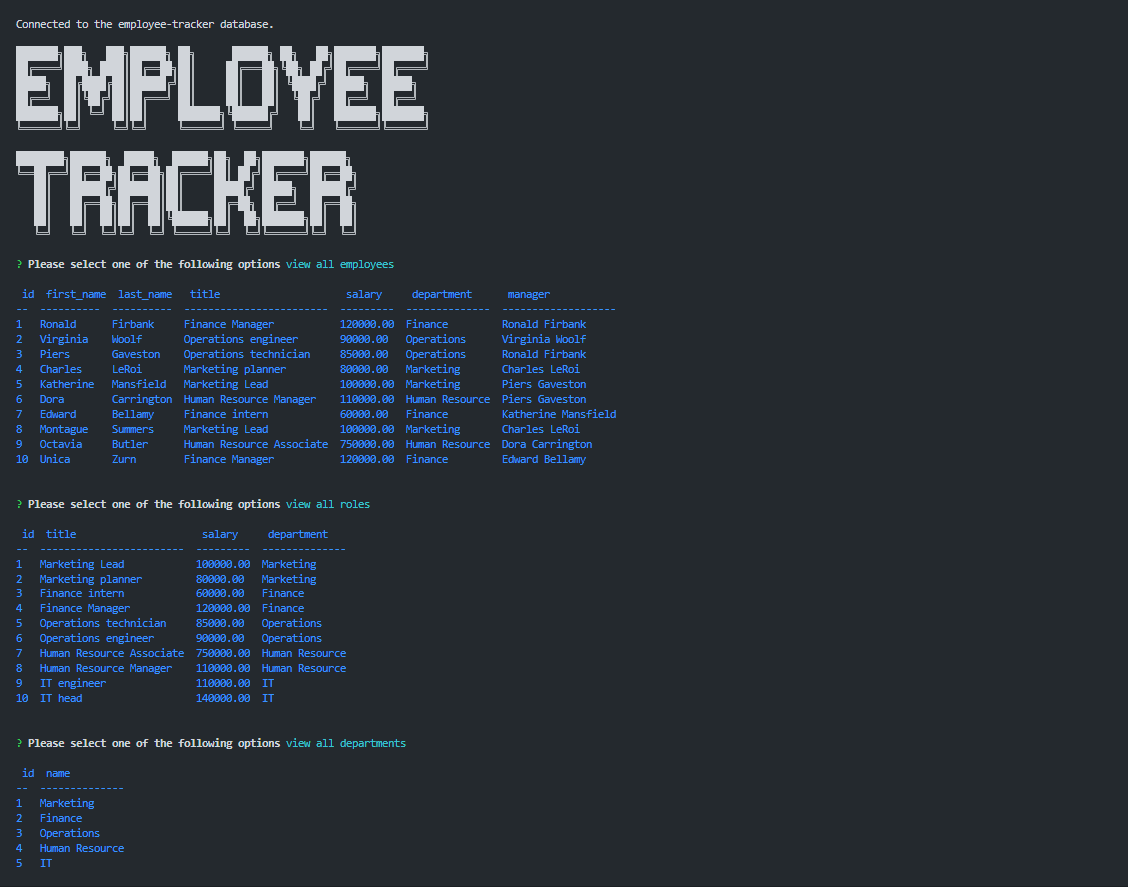 Connected to the employee-tracker database.
EMPLOYEE
TRACKER
? Please select one of the following options view all employees
id  first_name  last_name   title                     salary     department      manager
--  ----------  ----------  ------------------------  ---------  --------------  -------------------
1   Ronald      Firbank     Finance Manager           120000.00  Finance         Ronald Firbank
2   Virginia    Woolf       Operations engineer       90000.00   Operations      Virginia Woolf
3   Piers       Gaveston    Operations technician     85000.00   Operations      Ronald Firbank
4   Charles     LeRoi       Marketing planner         80000.00   Marketing       Charles LeRoi
5   Katherine   Mansfield   Marketing Lead            100000.00  Marketing       Piers Gaveston
6   Dora        Carrington  Human Resource Manager    110000.00  Human Resource  Piers Gaveston
7   Edward      Bellamy     Finance intern            60000.00   Finance         Katherine Mansfield
8   Montague    Summers     Marketing Lead            100000.00  Marketing       Charles LeRoi
9   Octavia     Butler      Human Resource Associate  750000.00  Human Resource  Dora Carrington
10  Unica       Zurn        Finance Manager           120000.00  Finance         Edward Bellamy
? Please select one of the following options view all roles
id  title                     salary     department
--  ------------------------  ---------  --------------
1   Marketing Lead            100000.00  Marketing
2   Marketing planner         80000.00   Marketing
3   Finance intern            60000.00   Finance
4   Finance Manager           120000.00  Finance
5   Operations technician     85000.00   Operations
6   Operations engineer       90000.00   Operations
7   Human Resource Associate  750000.00  Human Resource
8   Human Resource Manager    110000.00  Human Resource
9   IT engineer               110000.00  IT
10  IT head                   140000.00  IT
? Please select one of the following options view all departments
id  name
--  --------------
1   Marketing
2   Finance
3   Operations
4   Human Resource
5   IT